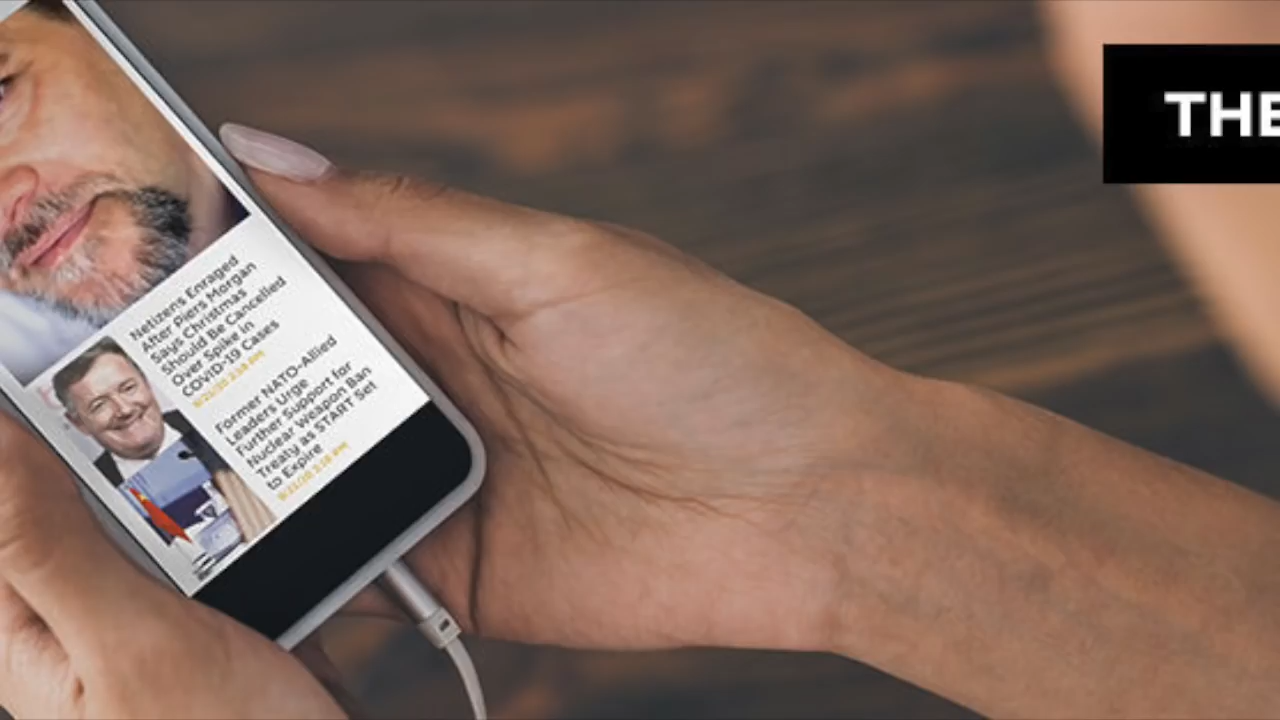 THE
Netizens Enraged
After Piers Morgan
Says Christmas
Should Be Cancelled
Over Spike in
COVID-19 Cases
Former NATO-Allied
Leaders Urge
Further Support for
Nuclear Weapon Ban
Treaty as START Set
to Expire